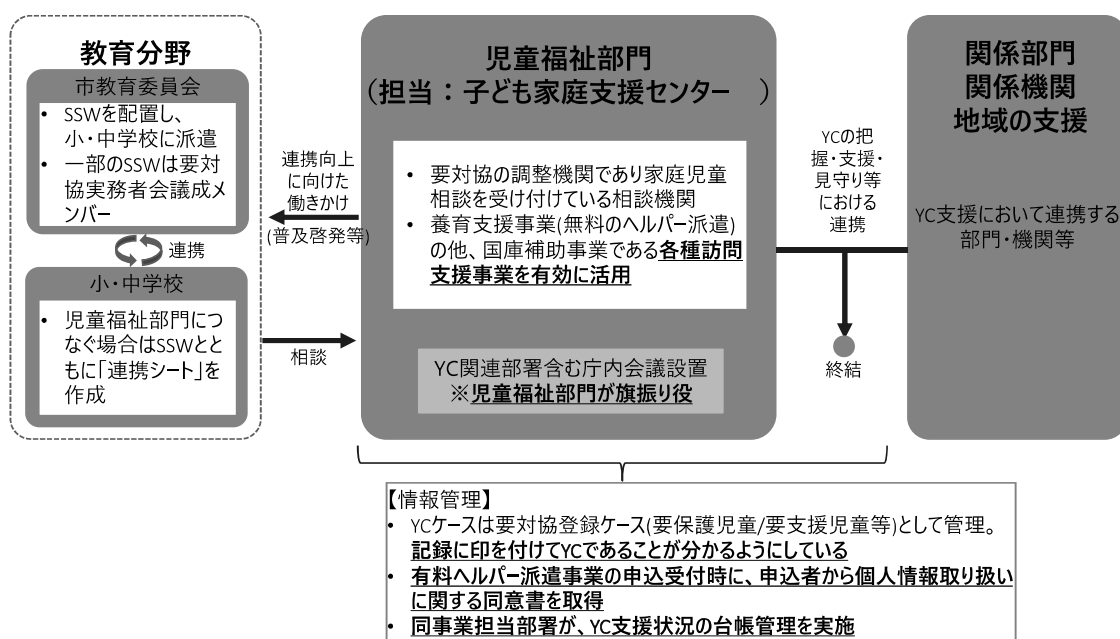 教育分野
市教育委員会
• SSWを配置し、
小・中学校に派遣
• 一部のSSWは要対
協実務者会議成メ
ンバー
連携
小・中学校
• 児童福祉部門につ
なぐ場合はSSWとと
もに「連携シート」を
作成
連携向上
に向けた
働きかけ
(普及啓発等)
相談
児童福祉部門
(担当：子ども家庭支援センター　)
• 要対協の調整機関であり家庭児童
相談を受け付けている相談機関
• 養育支援事業(無料のヘルパー派遣)
の他、国庫補助事業である各種訪問
支援事業を有効に活用
YC関連部署含む庁内会議設置
※児童福祉部門が旗振り役
YCの把
握・支援・
見守り等
における
連携
終結
関係部門
関係機関
地域の支援
YC支援において連携する
部門・機関等
【情報管理】
• YCケースは要対協登録ケース(要保護児童/要支援児童等)として管理。
記録に印を付けてYCであることが分かるようにしている
• 有料ヘルパー派遣事業の申込受付時に、申込者から個人情報取り扱い
に関する同意書を取得
• 同事業担当部署が、YC支援状況の台帳管理を実施